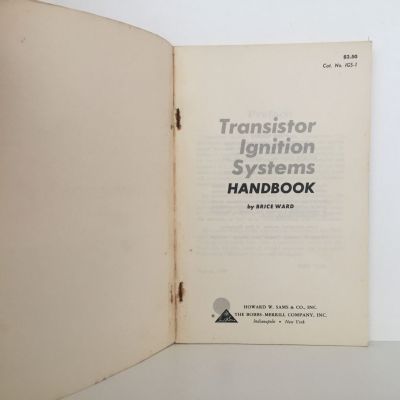 $3.50
Cat. No. IGS-1
Transistor
Ignition
Systems
HANDBOOK
by BRICE WARD
HOWARD W. SAMS & CO., INC.
THE BOBBS-MERRILL COMPANY, INC.
Indianapolis • New York